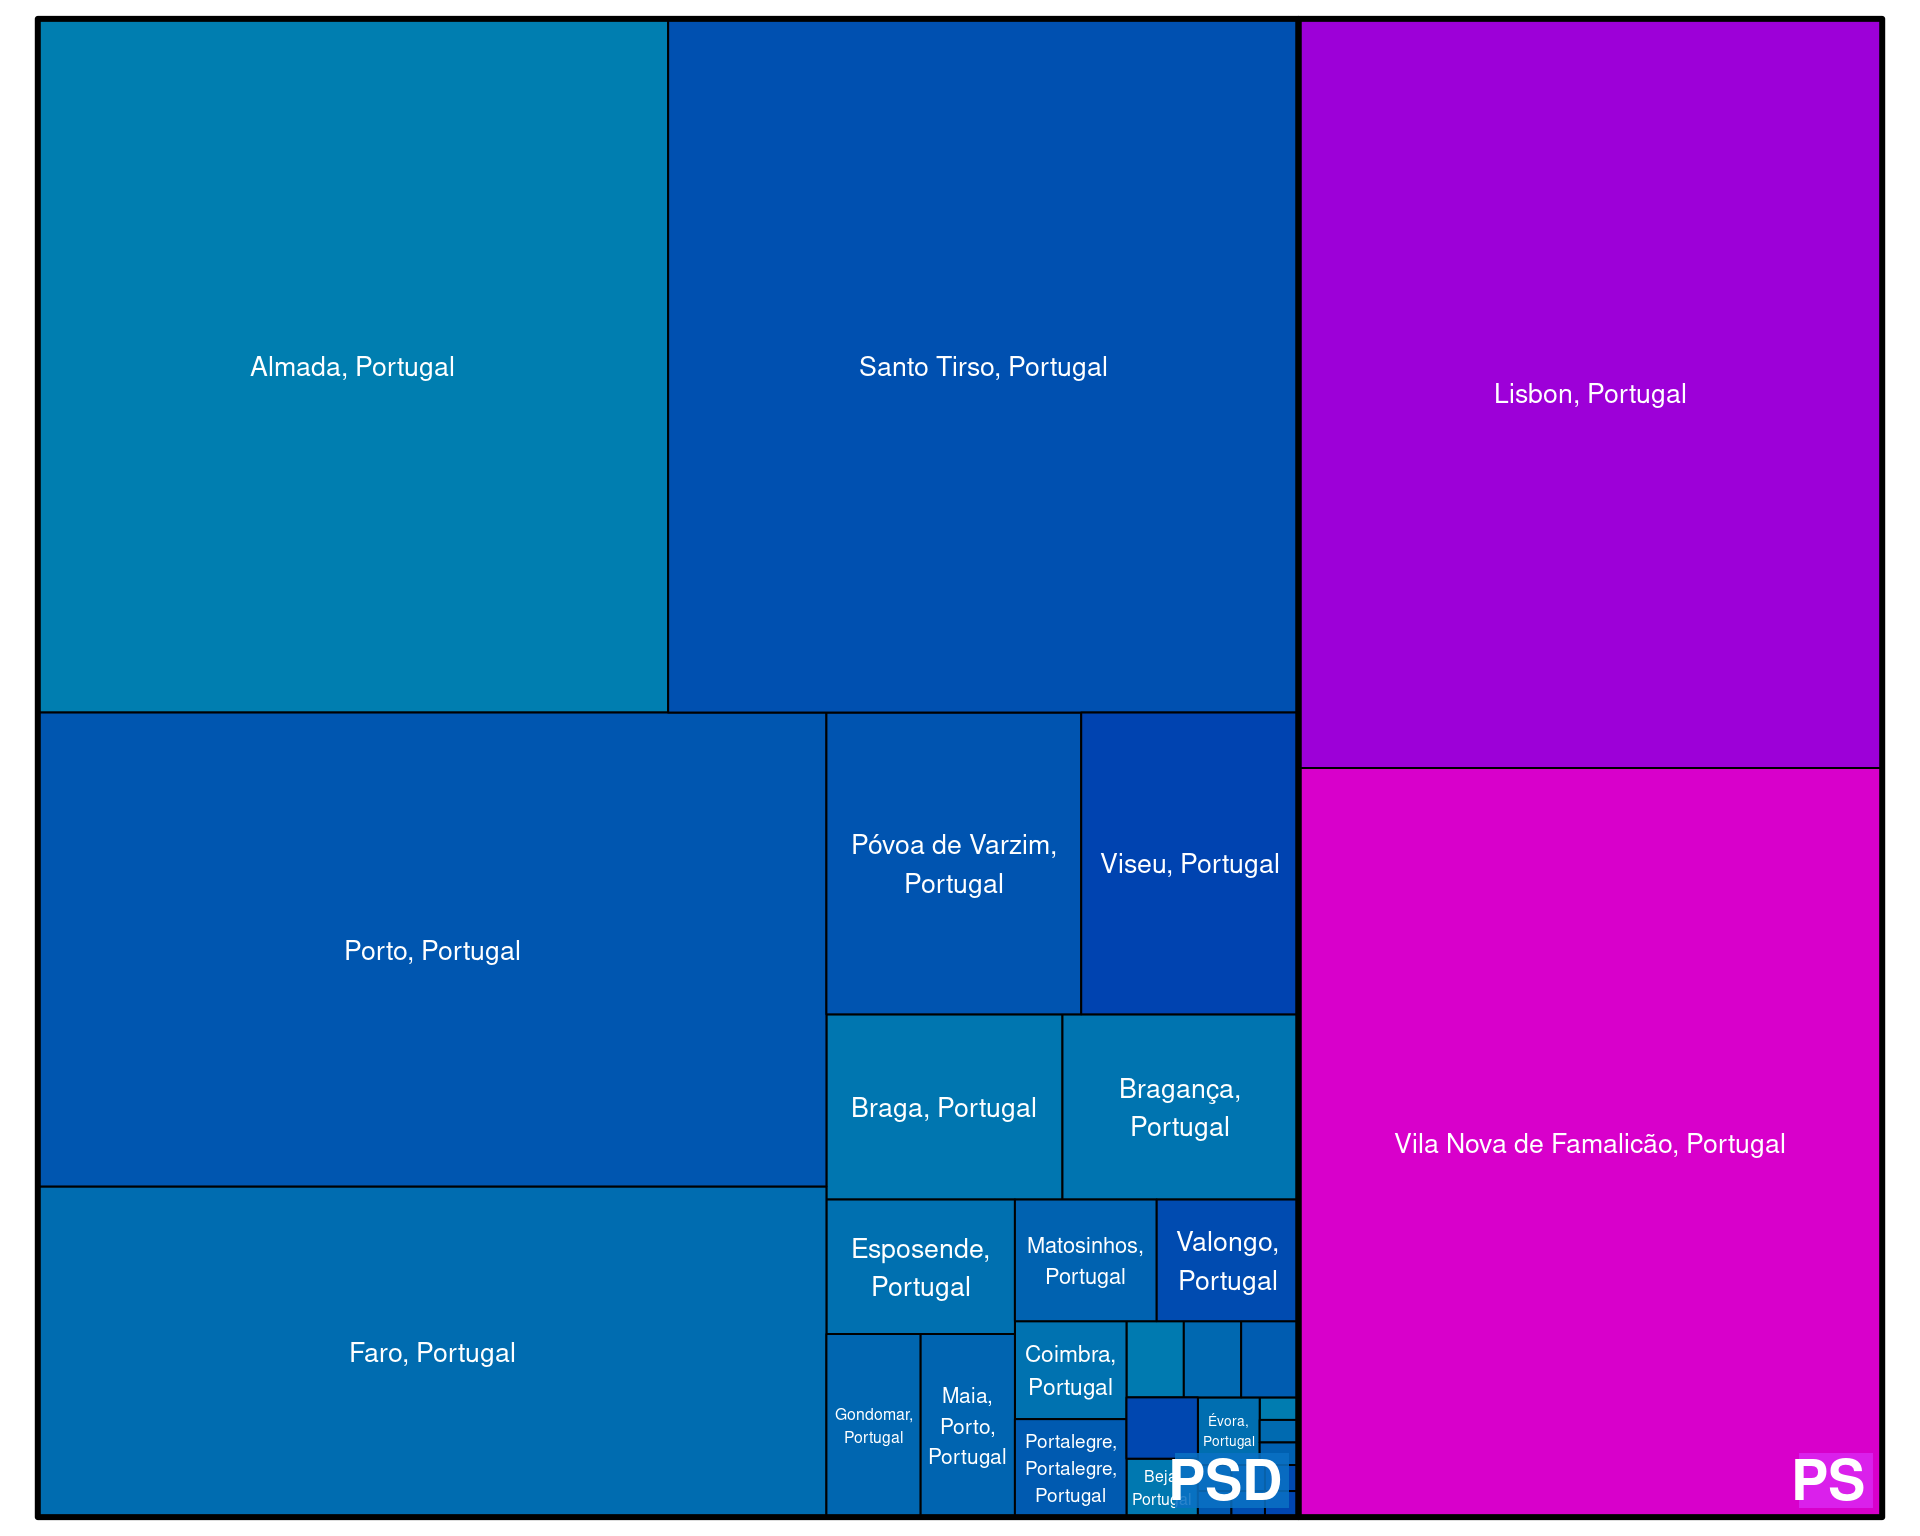 Almada, Portugal
Santo Tirso, Portugal
Lisbon, Portugal
Porto, Portugal
Póvoa de Varzim,
Portugal
Viseu, Portugal
Braga, Portugal
Bragança,
Portugal
Vila Nova de Famalicão, Portugal
Faro, Portugal
Esposende,
Portugal
Matosinhos,
Portugal
Valongo,
Portugal
Gondomar,
Portugal
Maia,
Porto,
Portugal
Coimbra,
Portugal
Portalegre,
Portalegre,
Portugal
Évora,
Portugal
Beja,
Portugal
PSD
PS